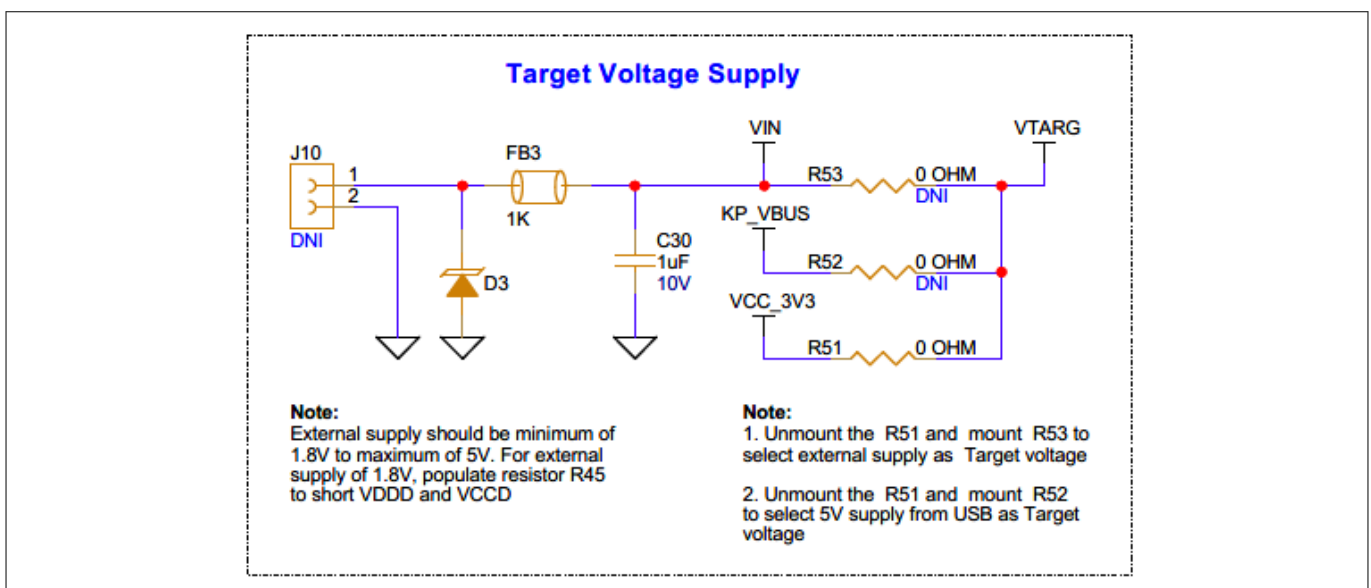 Target Voltage Supply
VIN
VTARG
J10
FB3
R53
0 OHM
1
2
DNI
DNI
1K
KP_VBUS
C30
1uF
10V
R52
0 OHM
DNI
D3
VCC_3V3
R51
0 OHM
Note:
External supply should be minimum of
1.8V to maximum of 5V. For external
supply of 1.8V, populate resistor R45
to short VDDD and VCCD
Note:
1. Unmount the R51 and mount R53 to
select external supply as Target voltage
2. Unmount the R51 and mount R52
to select 5V supply from USB as Target
voltage